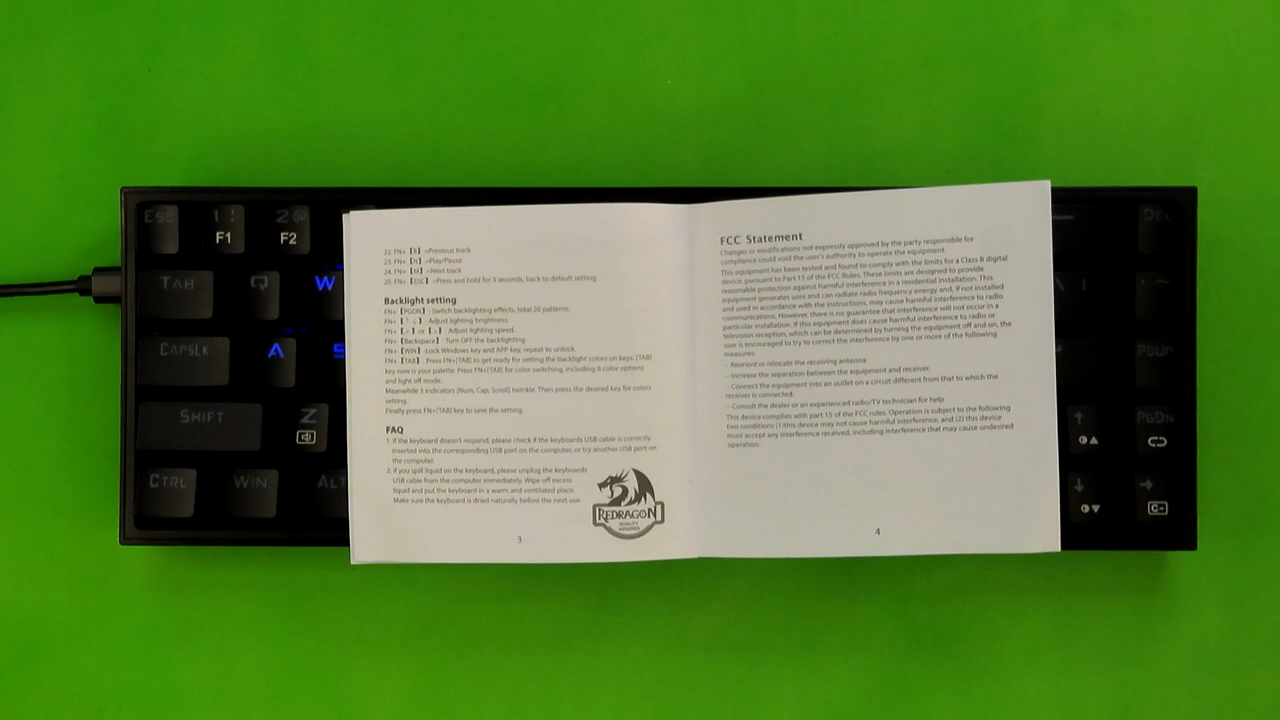 ESC
1 !
F1
2 @
F2
DEL
TAB
Q
W
CAPSLK
A
PGUP
SHIFT
Z
PGDN
CTRL
WIN
ALT
22. FN+【B】=Previous track
23. FN+【N】=Play/Pause
24. FN+【M】=Next track
25. FN+【ESC】=Press and hold for 3 seconds, back to default setting
Backlight setting
FN+【PGDN】: Switch backlighting effects, total 20 patterns.
FN+【↑ ↓】: Adjust lighting brightness.
FN+【←】or【→】: Adjust lighting speed.
FN+【Backspace】: Turn OFF the backlighting
FN+【WIN】: Lock Windows key and APP key, repeat to unlock
FN+【TAB】: Press FN+[TAB] to get ready for setting the backlight colors on keys. [TAB]
key now is your palette. Press FN+[TAB] for color switching, including 8 color options
and light off mode.
Meanwhile 3 indicators [Num, Cap, Scroll] twinkle. Then press the desired key for colors
setting.
Finally press FN+[TAB] key to save the setting.
FAQ
1. If the keyboard doesn't respond, please check if the keyboards USB cable is correctly
inserted into the corresponding USB port on the computer, or try another USB port on
the computer.
2. If you spill liquid on the keyboard, please unplug the keyboards
USB cable from the computer immediately. Wipe off excess
liquid and put the keyboard in a warm and ventilated place.
Make sure the keyboard is dried naturally before the next use.
REDRAGON
3
FCC Statement
Changes or modifications not expressly approved by the party responsible for
compliance could void the user's authority to operate the equipment.
This equipment has been tested and found to comply with the limits for a Class B digital
device, pursuant to Part 15 of the FCC Rules. These limits are designed to provide
reasonable protection against harmful interference in a residential installation. This
equipment generates uses and can radiate radio frequency energy and, if not installed
and used in accordance with the instructions, may cause harmful interference to radio
communications. However, there is no guarantee that interference will not occur in a
particular installation. If this equipment does cause harmful interference to radio or
television reception, which can be determined by turning the equipment off and on, the
user is encouraged to try to correct the interference by one or more of the following
measures:
-- Reorient or relocate the receiving antenna.
-- Increase the separation between the equipment and receiver.
-- Connect the equipment into an outlet on a circuit different from that to which the
receiver is connected.
-- Consult the dealer or an experienced radio/TV technician for help
This device complies with part 15 of the FCC rules. Operation is subject to the following
two conditions (1)this device may not cause harmful interference, and (2) this device
must accept any interference received, including interference that may cause undesired
operation.
4